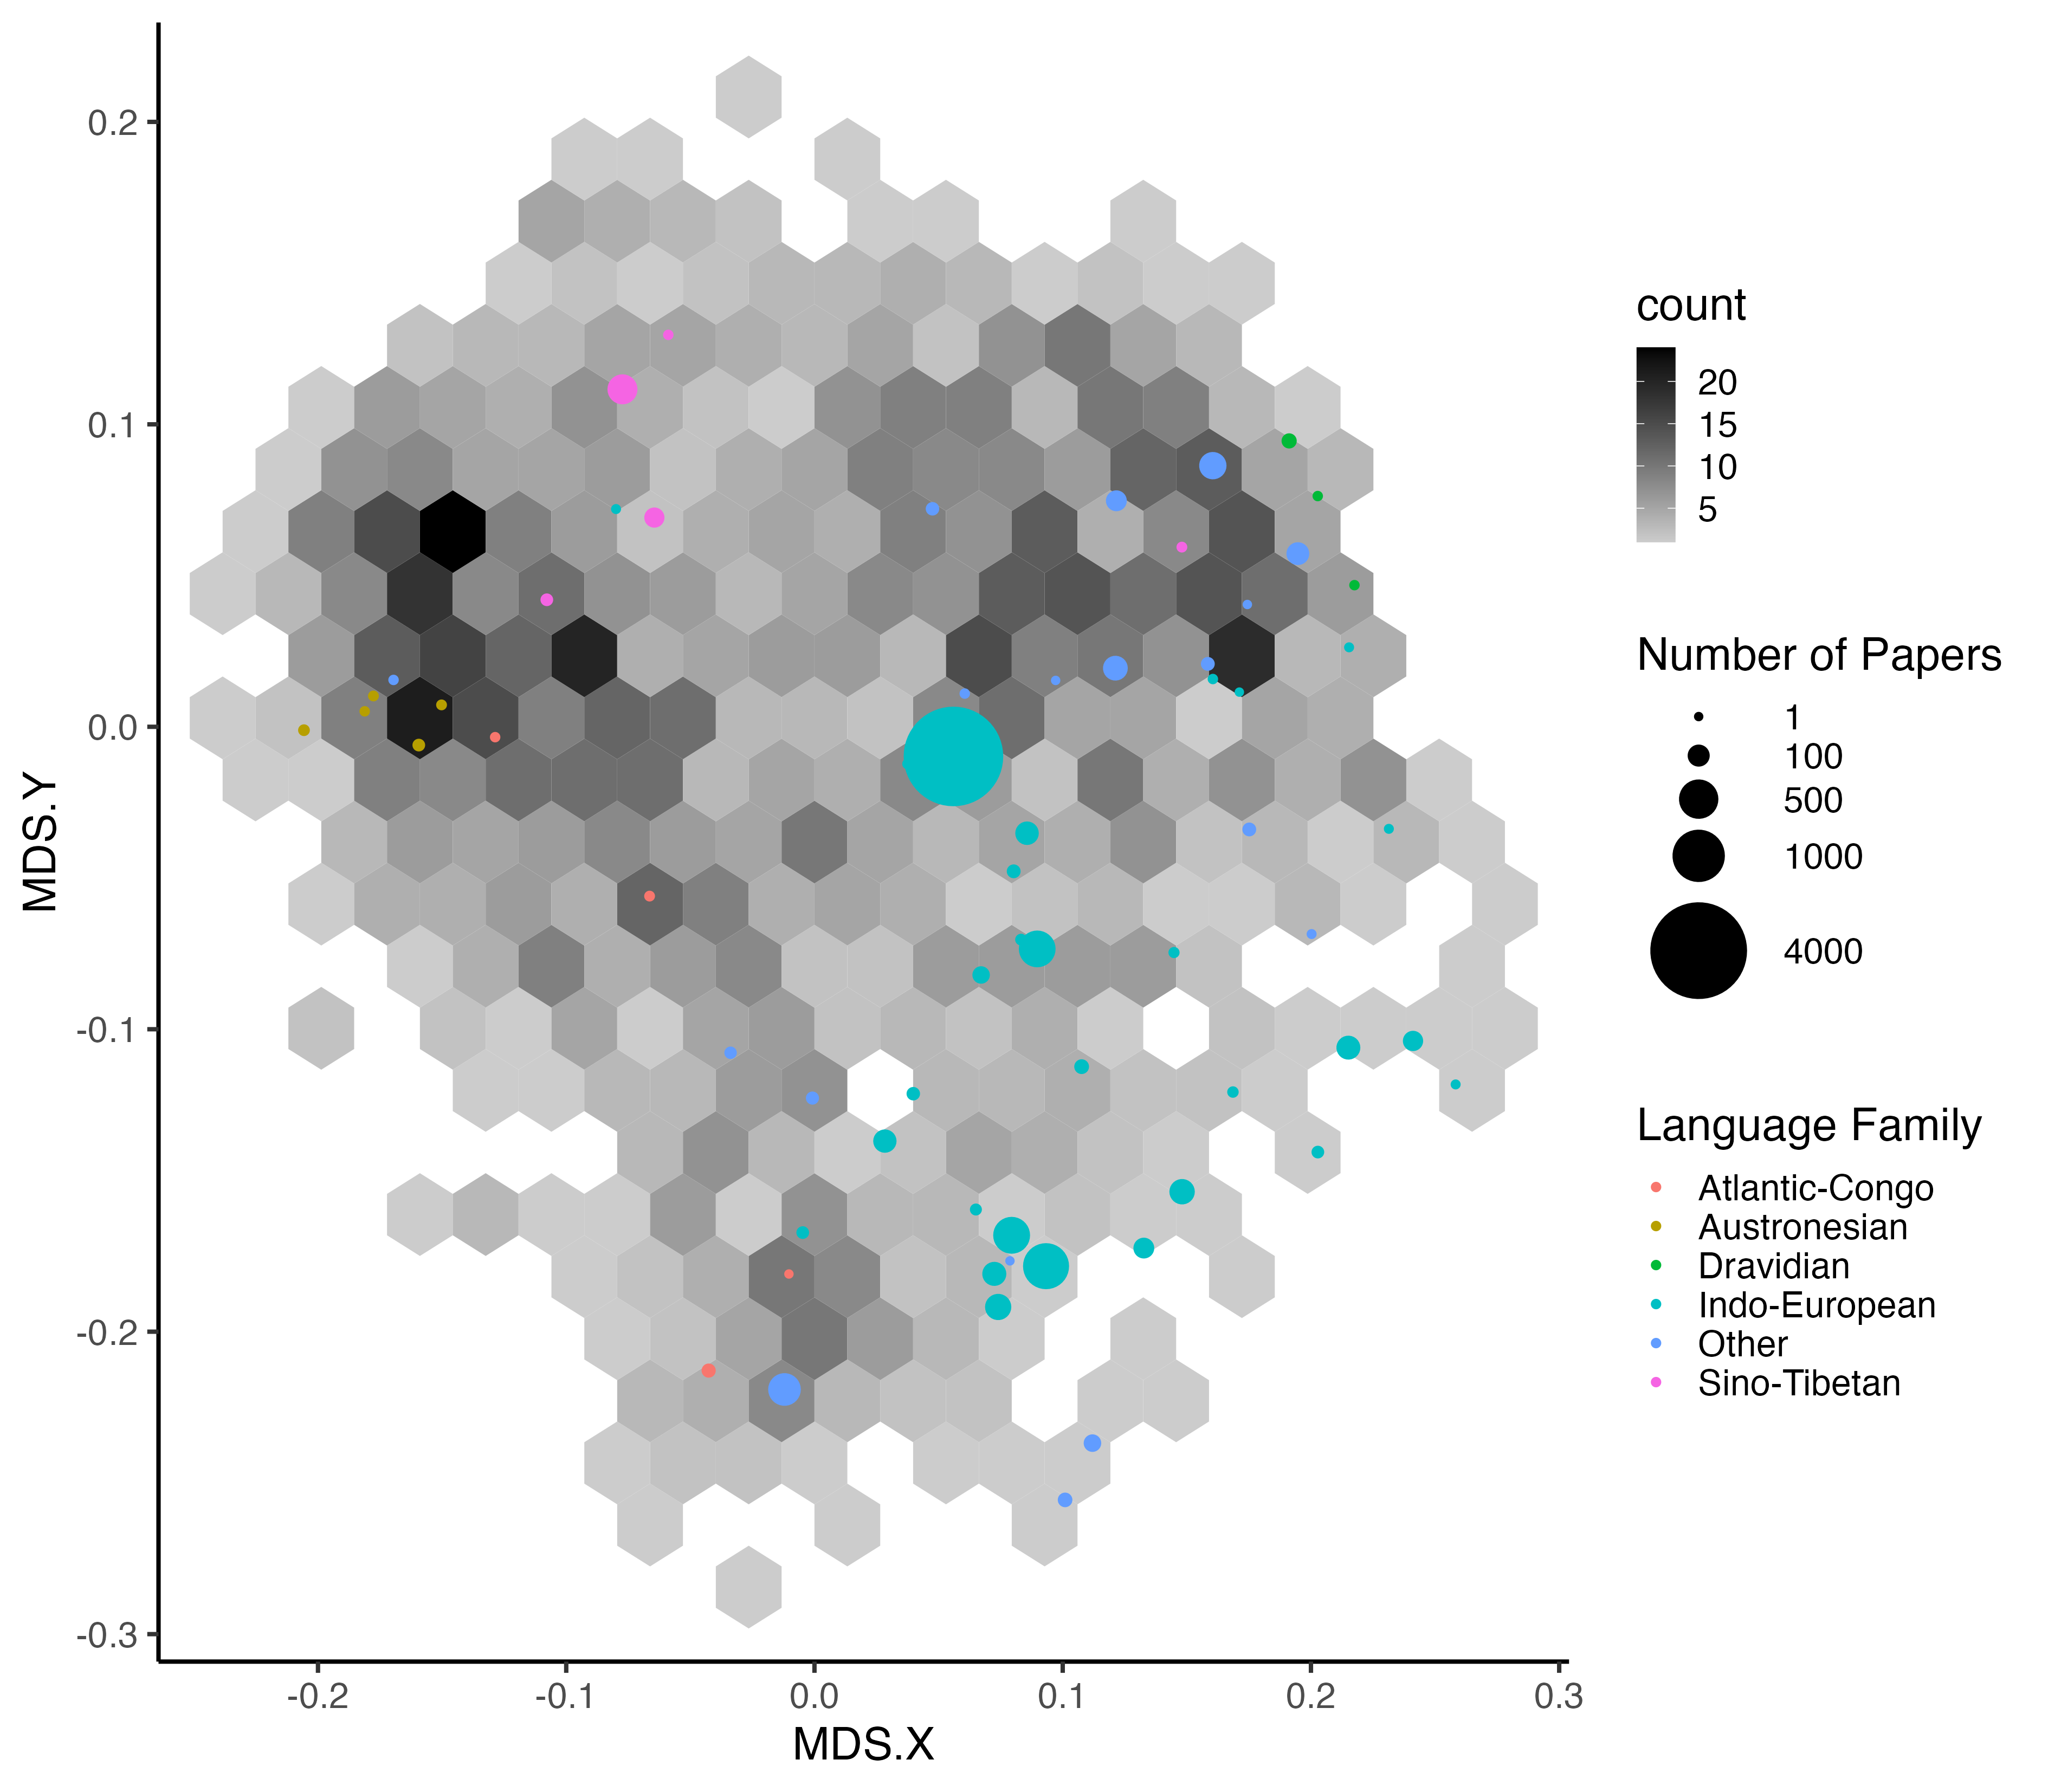 0.2
0.1
0.0
-0.1
-0.2
-0.3
MDS.Y
-0.2
-0.1
0.0
0.1
0.2
0.3
MDS.X
count
20
15
10
5
Number of Papers
1
100
500
1000
4000
Language Family
Atlantic-Congo
Austronesian
Dravidian
Indo-European
Other
Sino-Tibetan